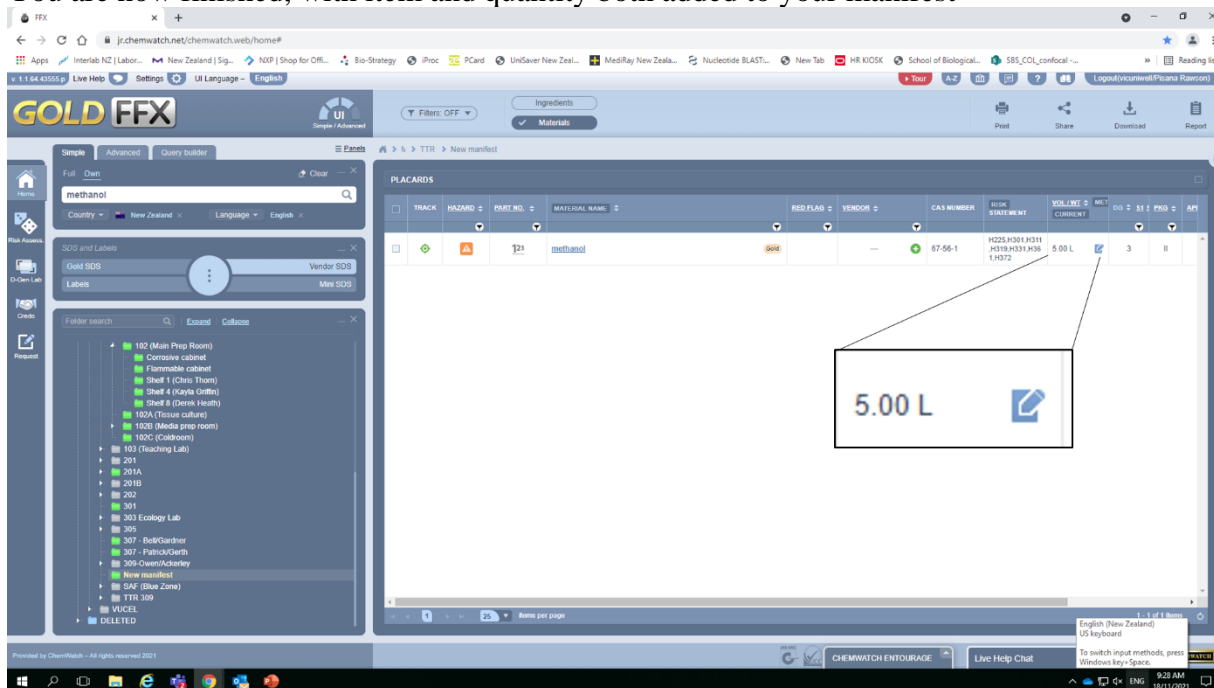 You are now finished, with item and quantity both added to your manifest
FFX
jr.chemwatch.net/chemwatch.web/home#
Apps Interlab NZ | Labor... New Zealand | Sig... NXP | Shop for Offi... Bio-Strategy iProc PCard UniSaver New Zeal... MediRay New Zeala... Nucleotide BLAST:... New Tab HR KIOSK School of Biological... SBS_COL_confocal -... » Reading lis
v. 1.1.64.43555.p Live Help Settings UI Language – English Tour A-Z ? Logout(vicuniwell/Pisana Rawson)
GOLD FFX
UI
Simple / Advanced
Filters: OFF
Ingredients
Materials
Print Share Download Report
Simple Advanced Query builder Panels
> TTR > New manifest
Home
Full Own Clear
methanol
Country New Zealand × Language English ×
Risk Assess.
SDS and Labels
Gold SDS Vendor SDS
Labels Mini SDS
D-Gen Lab
Credo
Request
Folder search Expand Collapse
102 (Main Prep Room)
Corrosive cabinet
Flammable cabinet
Shelf 1 (Chris Thorn)
Shelf 4 (Kayla Griffin)
Shelf 8 (Derek Heath)
102A (Tissue culture)
102B (Media prep room)
102C (Coldroom)
103 (Teaching Lab)
201
201A
201B
202
301
303 Ecology Lab
305
307 - Bell/Gardner
307 - Patrick/Gerth
309-Owen/Ackerley
New manifest
SAF (Blue Zone)
TTR 309
VUCEL
DELETED
PLACARDS
TRACK HAZARD PART NO. MATERIAL NAME RED FLAG VENDOR CAS NUMBER RISK STATEMENT VOL / WT CURRENT MET DG PKG
methanol Gold — 67-56-1 H225,H301,H311,H319,H331,H361,H372 5.00 L 3 II
5.00 L
1 25 Items per page
1 - 1 of 1 Items
English (New Zealand)
US keyboard
To switch input methods, press
Windows key+Space.
Provided by ChemWatch – All rights reserved 2021
CHEMWATCH ENTOURAGE
Live Help Chat
ENG
9:28 AM
18/11/2021